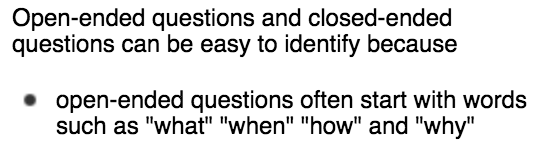 Open-ended questions and closed-ended
questions can be easy to identify because
• open-ended questions often start with words
such as "what" "when" "how" and "why"